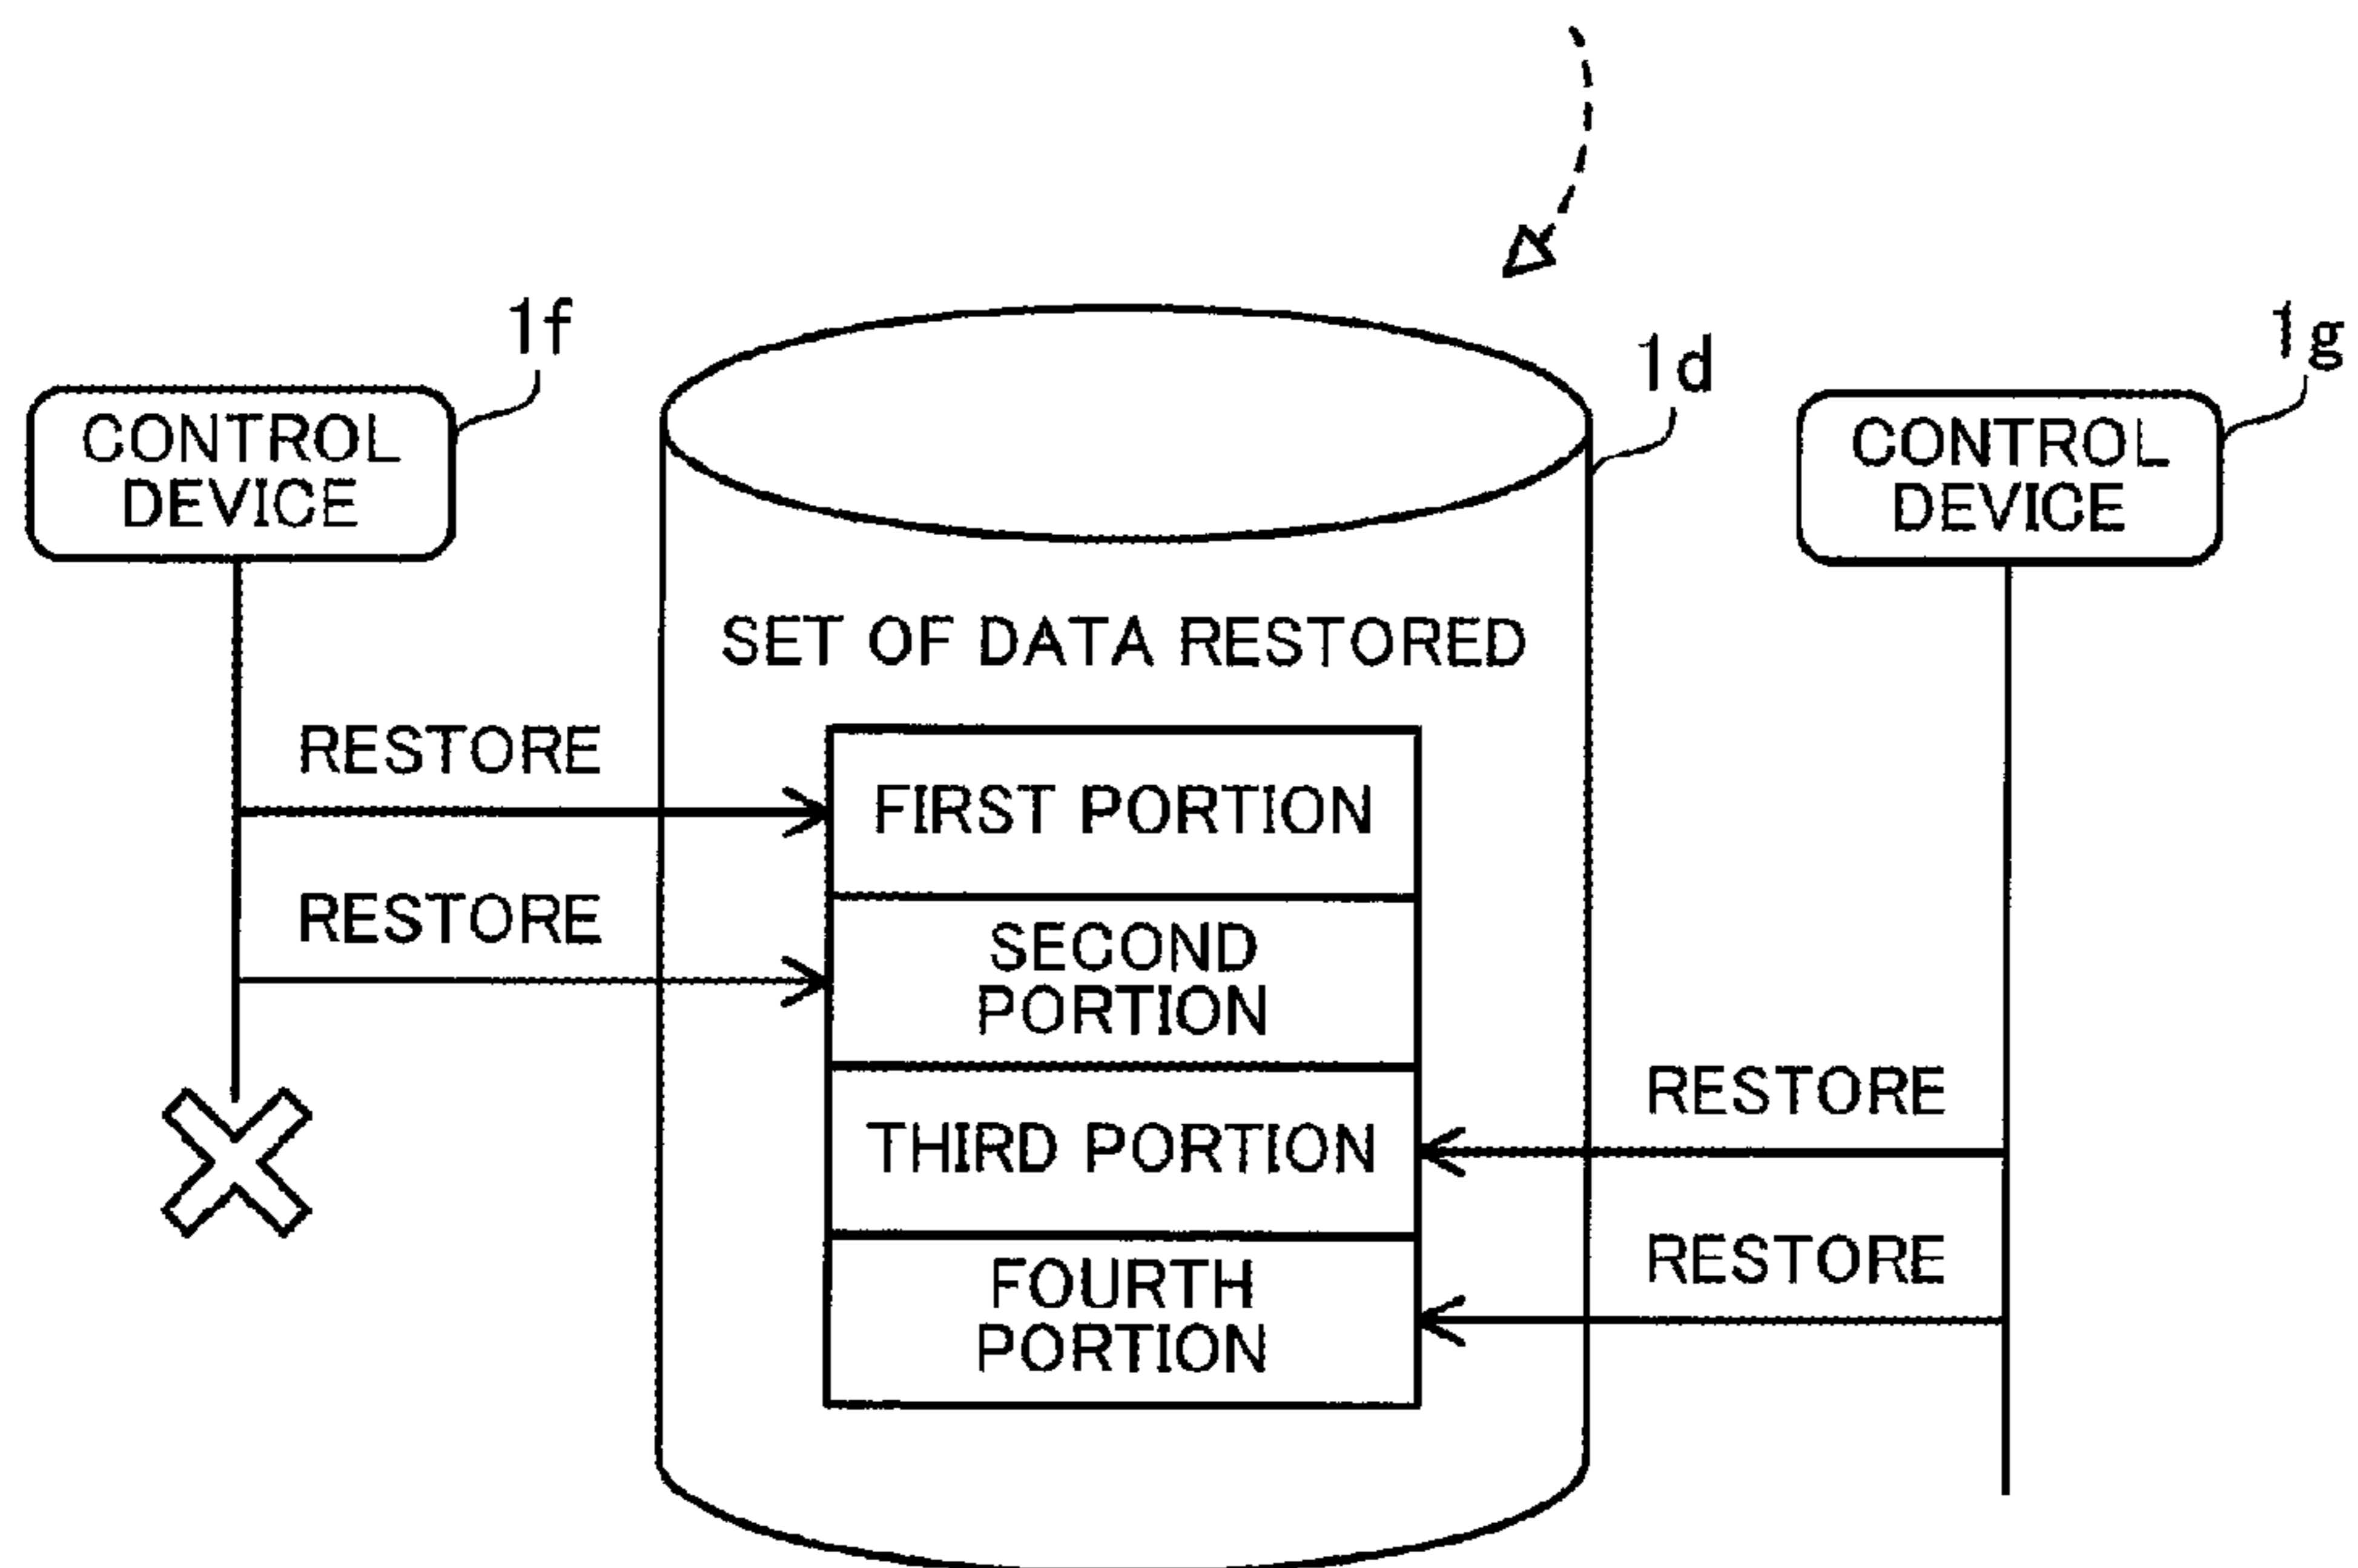 1f
1d
1g
CONTROL
DEVICE
CONTROL
DEVICE
SET OF DATA RESTORED
RESTORE
FIRST PORTION
RESTORE
SECOND
PORTION
RESTORE
THIRD PORTION
RESTORE
FOURTH
PORTION